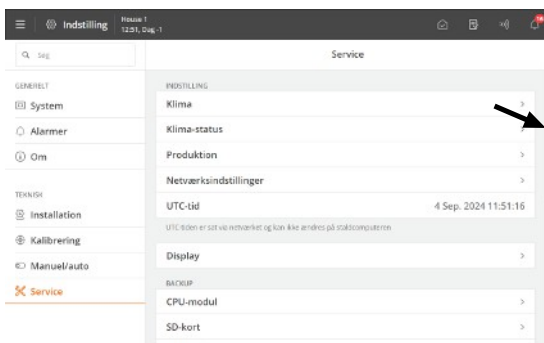 Indstilling
House 1
12:51, Dag -1
Søg
Service
GENERELT
System
Alarmer
Om
TEKNISK
Installation
Kalibrering
Manuel/auto
Service
INDSTILLING
Klima
Klima-status
Produktion
Netværksindstillinger
UTC-tid 4 Sep. 2024 11:51:16
UTC-tiden er sat via netværket og kan ikke ændres på staldcomputeren
Display
BACKUP
CPU-modul
SD-kort